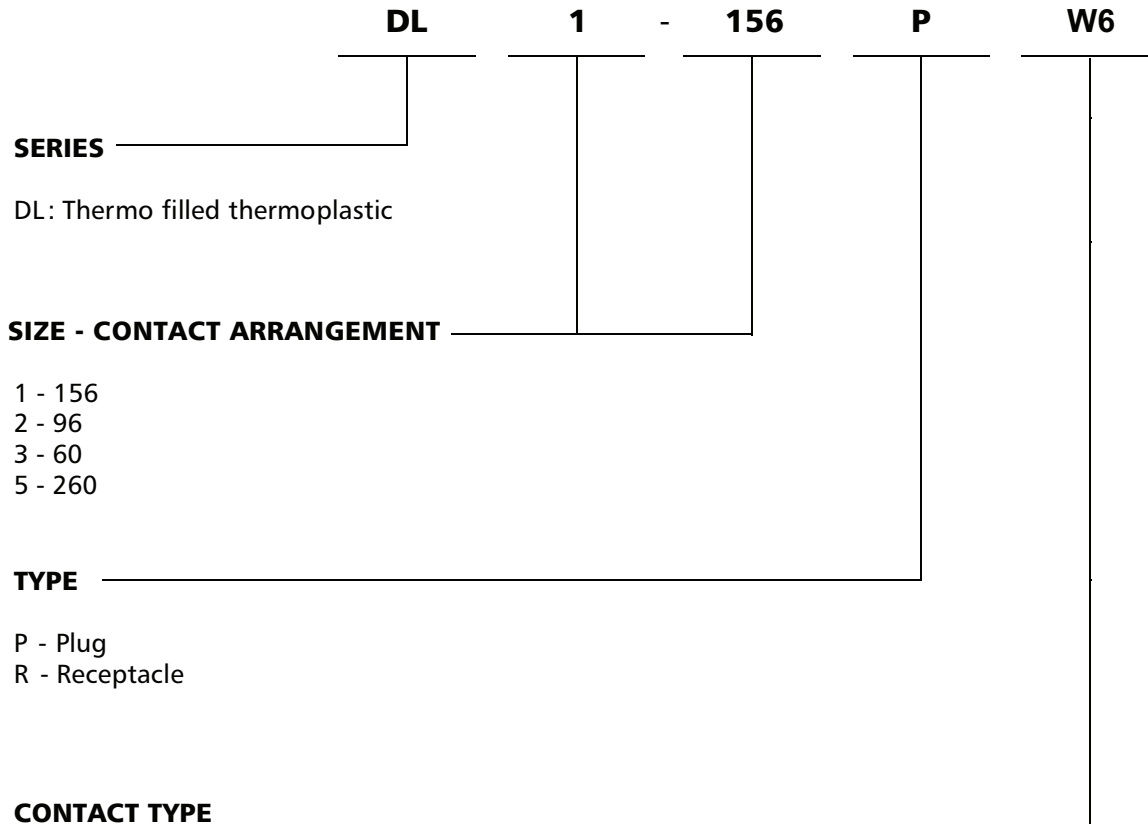 DL 1 - 156 P W6
SERIES
DL: Thermo filled thermoplastic
SIZE - CONTACT ARRANGEMENT
1 - 156
2 - 96
3 - 60
5 - 260
TYPE
P - Plug
R - Receptacle
CONTACT TYPE